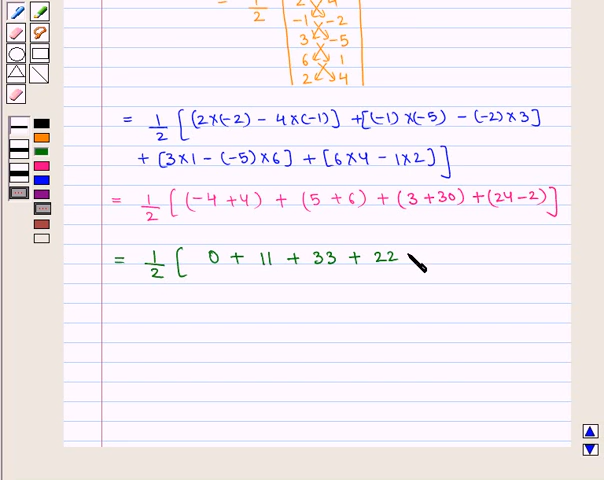 = 1/2 | 2 4
-1 -2
3 -5
6 1
2 4 |
= 1/2 [(2×(-2) - 4×(-1)] + [(-1)×(-5) - (-2)×3]
+ [3×1 - (-5)×6] + [6×4 - 1×2]]
= 1/2 [(-4+4) + (5+6) + (3+30) + (24-2)]
= 1/2 [ 0 + 11 + 33 + 22